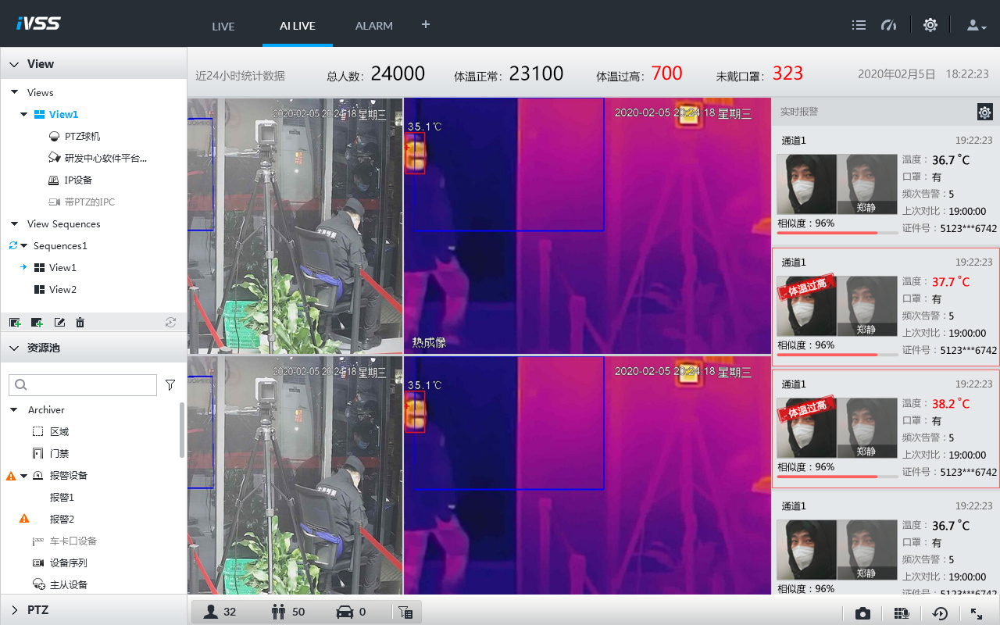 iVSS
LIVE
AI LIVE
ALARM
View
Views
View1
PTZ球机
研发中心软件平台...
IP设备
带PTZ的IPC
View Sequences
Sequences1
View1
View2
资源池
Archiver
区域
门禁
报警设备
报警1
报警2
车卡口设备
设备序列
主从设备
PTZ
近24小时统计数据
总人数：24000
体温正常：23100
体温过高：700
未戴口罩：323
2020年02月5日 18:22:23
2020-02-05 20:24:18 星期三
35.1℃
2020-02-05 20:24:18 星期三
热成像
2020-02-05 20:24:18 星期三
35.1℃
2020-02-05 20:24:18 星期三
32
50
0
实时报警
通道1 19:22:23
温度：36.7℃
口罩：有
频次告警：5
上次对比：19:00:00
证件号：5123***6742
郑静
相似度：96%
通道1 19:22:23
体温过高
温度：37.7℃
口罩：有
频次告警：5
上次对比：19:00:00
证件号：5123***6742
郑静
相似度：96%
通道1 19:22:23
体温过高
温度：38.2℃
口罩：有
频次告警：5
上次对比：19:00:00
证件号：5123***6742
郑静
相似度：96%
通道1 19:22:23
温度：36.7℃
口罩：有
频次告警：5
上次对比：19:00:00
证件号：5123***6742
郑静
相似度：96%